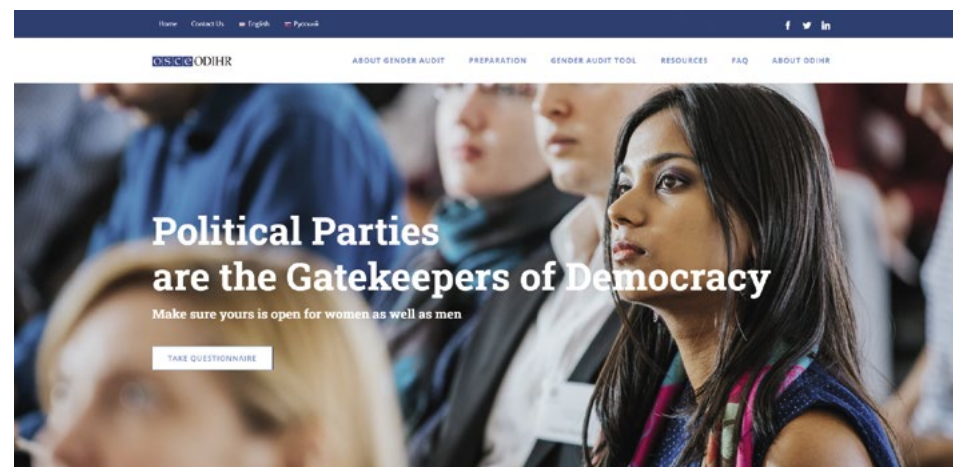 Home Contact Us English Русский
f in
OSCE ODIHR
ABOUT GENDER AUDIT PREPARATION GENDER AUDIT TOOL RESOURCES FAQ ABOUT ODIHR
Political Parties
are the Gatekeepers of Democracy
Make sure yours is open for women as well as men
TAKE QUESTIONNAIRE